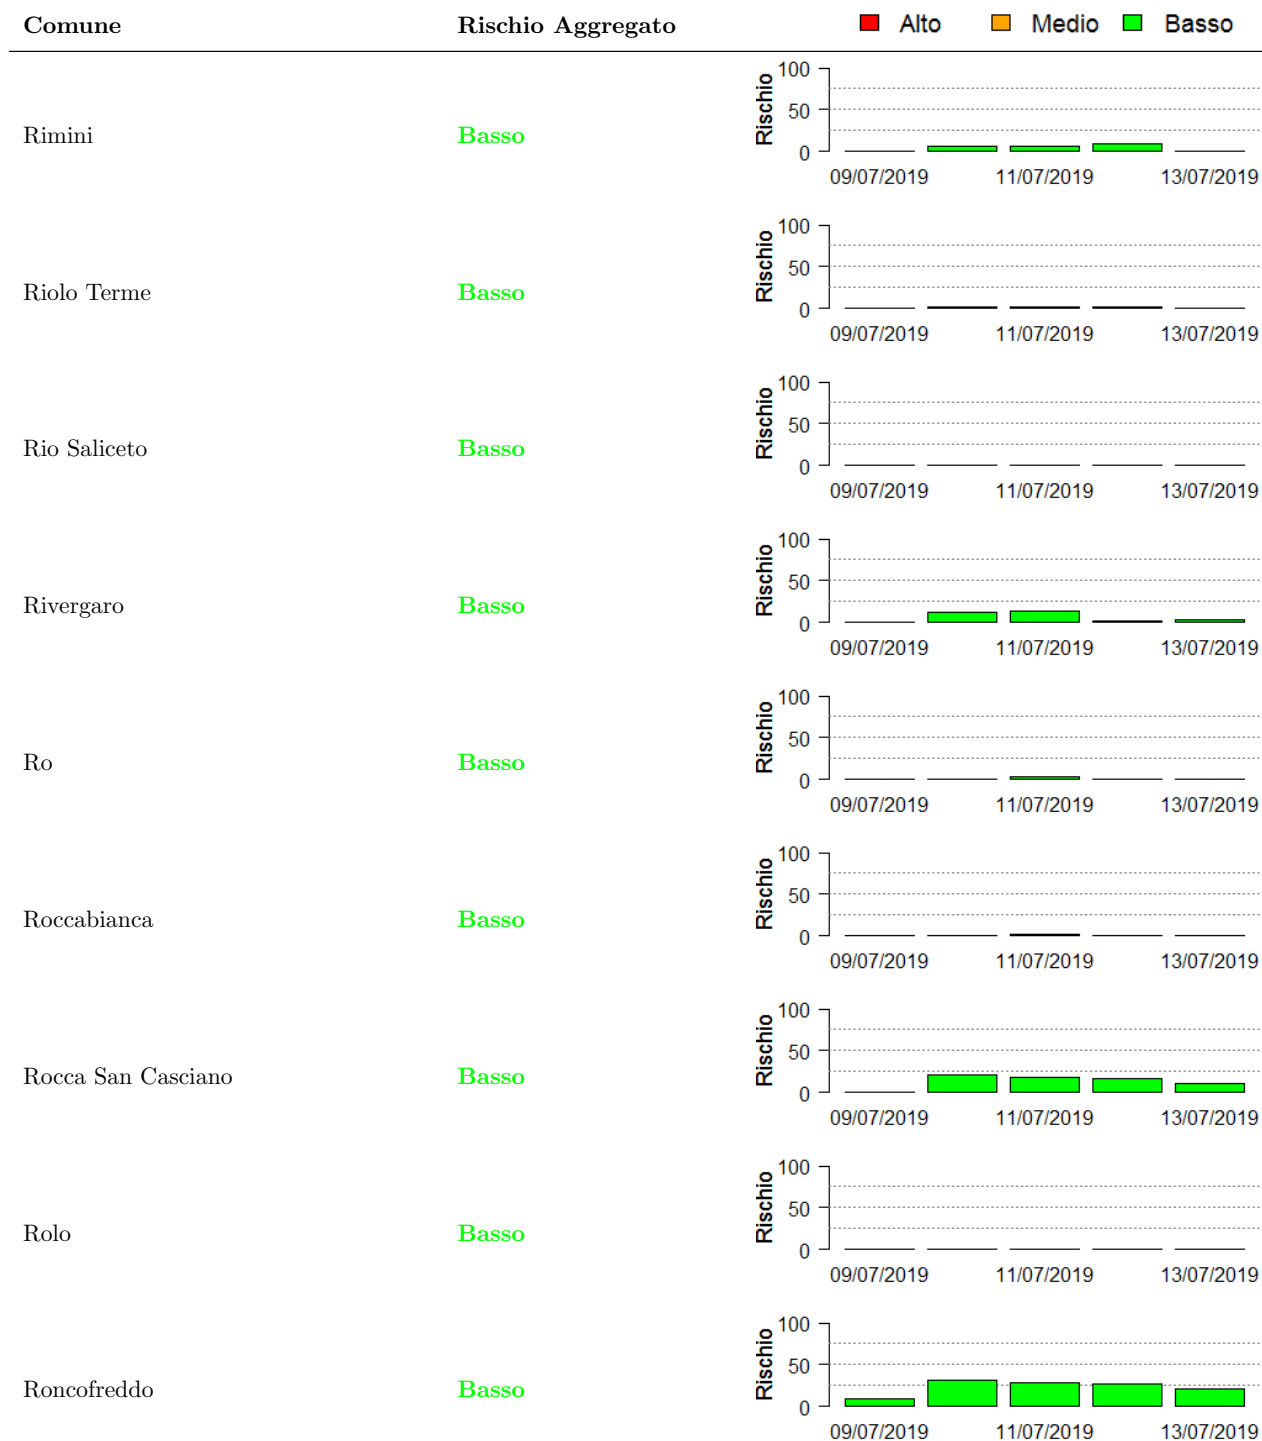 Comune Rischio Aggregato Alto Medio Basso
Rimini Basso
Rischio
100
50
0
09/07/2019 11/07/2019 13/07/2019
Riolo Terme Basso
Rischio
100
50
0
09/07/2019 11/07/2019 13/07/2019
Rio Saliceto Basso
Rischio
100
50
0
09/07/2019 11/07/2019 13/07/2019
Rivergaro Basso
Rischio
100
50
0
09/07/2019 11/07/2019 13/07/2019
Ro Basso
Rischio
100
50
0
09/07/2019 11/07/2019 13/07/2019
Roccabianca Basso
Rischio
100
50
0
09/07/2019 11/07/2019 13/07/2019
Rocca San Casciano Basso
Rischio
100
50
0
09/07/2019 11/07/2019 13/07/2019
Rolo Basso
Rischio
100
50
0
09/07/2019 11/07/2019 13/07/2019
Roncofreddo Basso
Rischio
100
50
0
09/07/2019 11/07/2019 13/07/2019